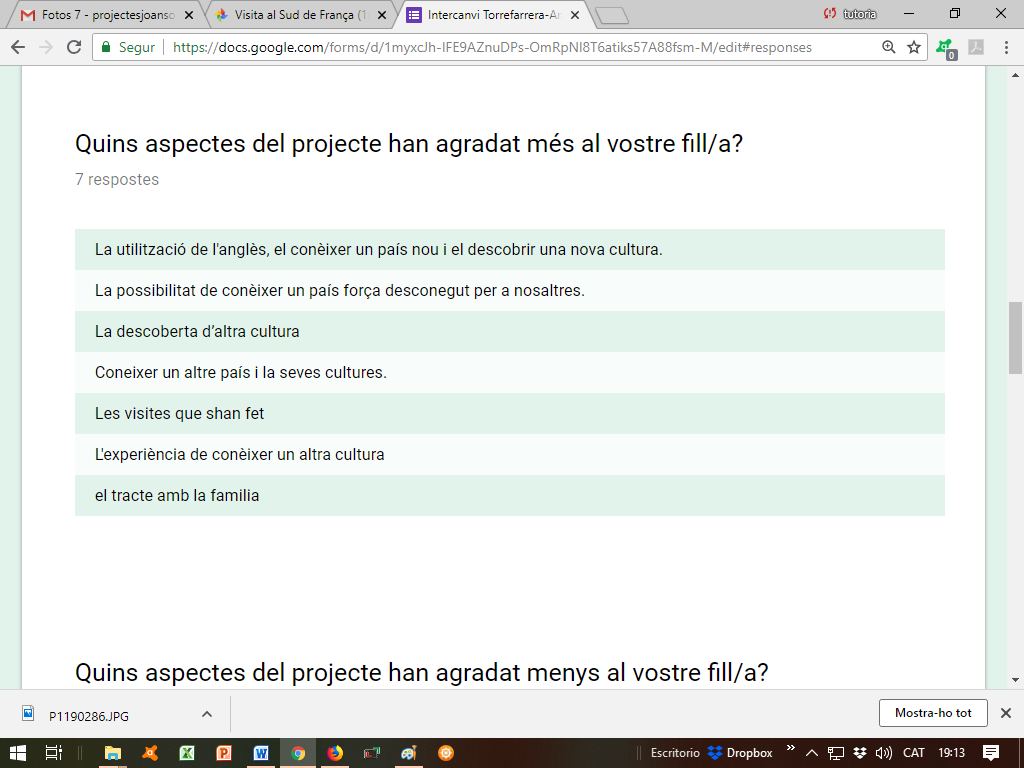 Fotos 7 - projectesjoanso
Visita al Sud de França (1
Intercanvi Torrefarrera-Ar
tutoria
Segur
https://docs.google.com/forms/d/1myxcJh-IFE9AZnuDPs-OmRpNI8T6atiks57A88fsm-M/edit#responses
0
Quins aspectes del projecte han agradat més al vostre fill/a?
7 respostes
La utilització de l'anglès, el conèixer un país nou i el descobrir una nova cultura.
La possibilitat de conèixer un país força desconegut per a nosaltres.
La descoberta d’altra cultura
Coneixer un altre país i la seves cultures.
Les visites que shan fet
L'experiència de conèixer un altra cultura
el tracte amb la familia
Quins aspectes del projecte han agradat menys al vostre fill/a?
P1190286.JPG
Mostra-ho tot
Escritorio
Dropbox
CAT
19:13